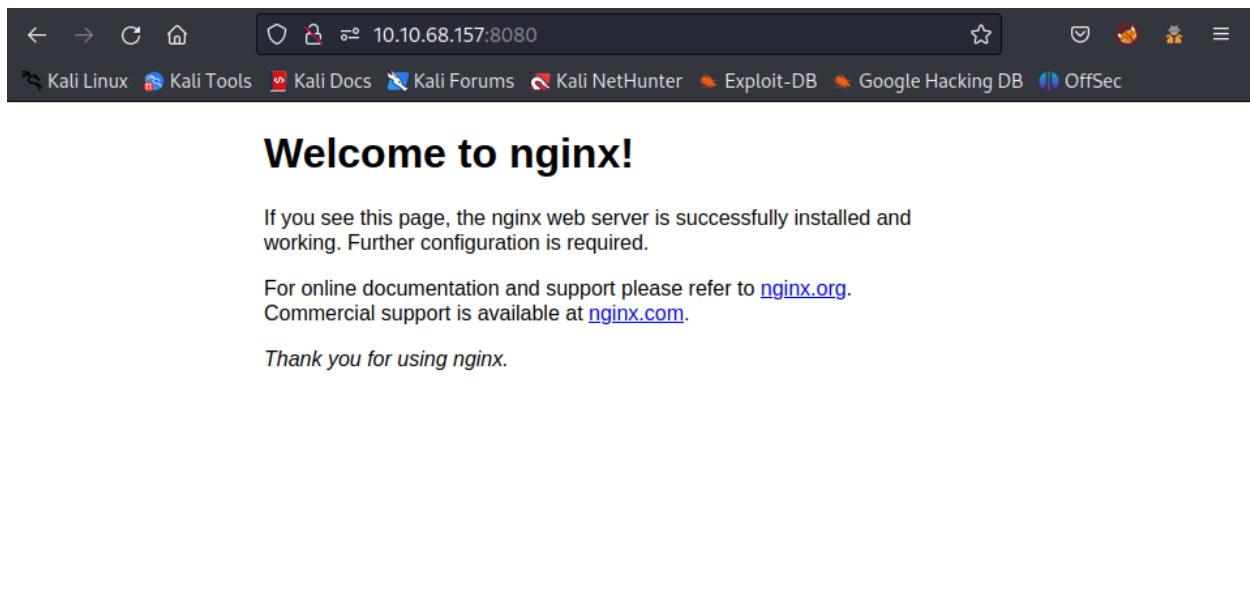 10.10.68.157:8080
Kali Linux Kali Tools Kali Docs Kali Forums Kali NetHunter Exploit-DB Google Hacking DB OffSec
Welcome to nginx!
If you see this page, the nginx web server is successfully installed and
working. Further configuration is required.
For online documentation and support please refer to nginx.org.
Commercial support is available at nginx.com.
Thank you for using nginx.